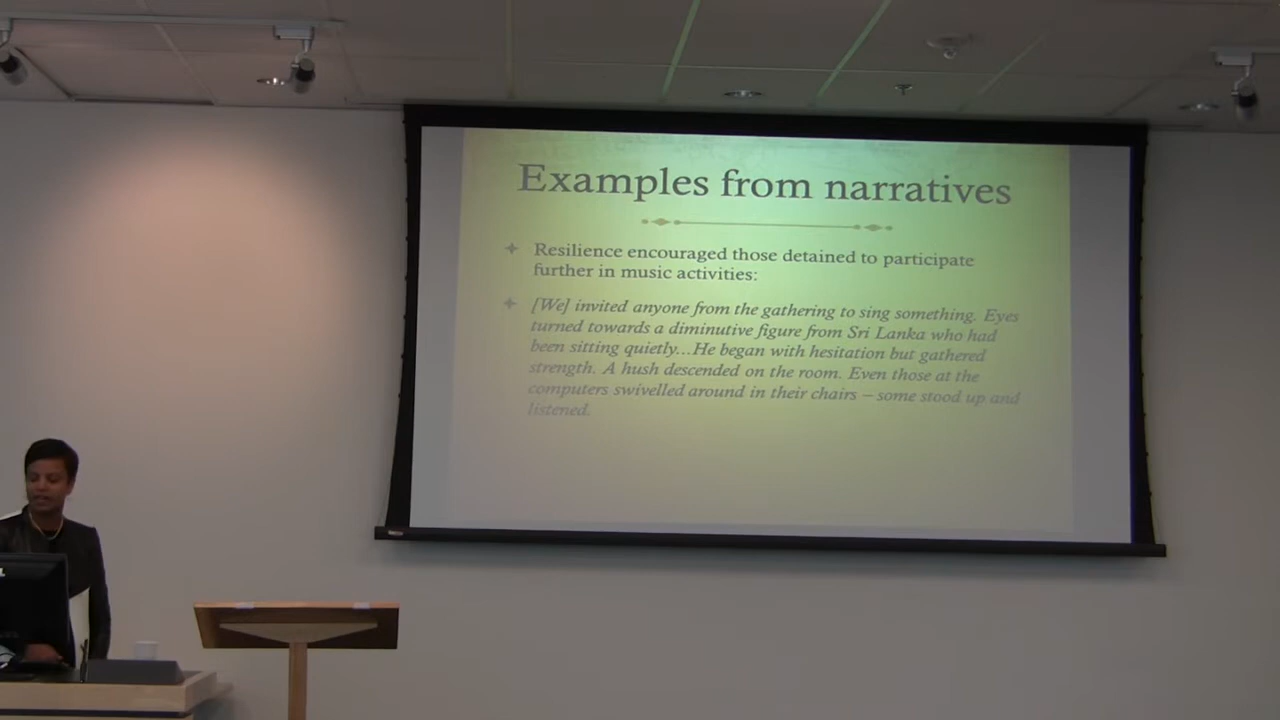 Examples from narratives
Resilience encouraged those detained to participate
further in music activities:
[We] invited anyone from the gathering to sing something. Eyes
turned towards a diminutive figure from Sri Lanka who had
been sitting quietly...He began with hesitation but gathered
strength. A hush descended on the room. Even those at the
computers swivelled around in their chairs – some stood up and
listened.